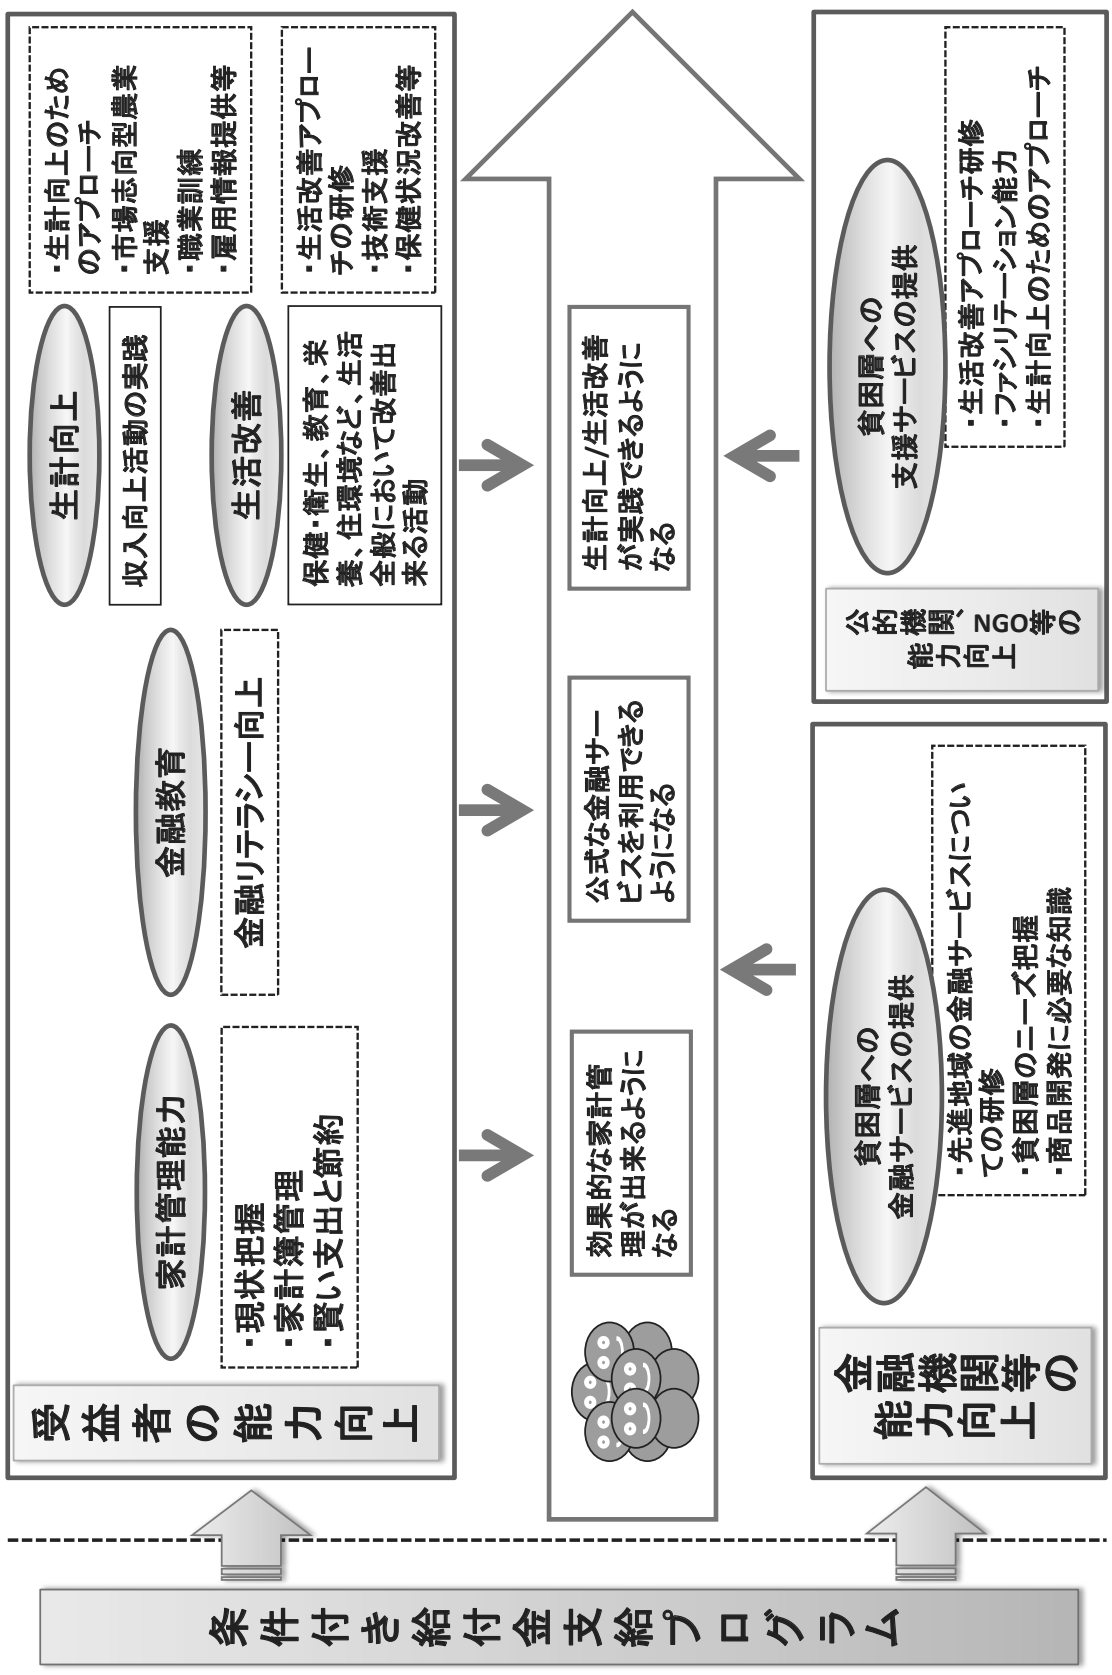 条件付き給付金支給プログラム
受益者の能力向上
家計管理能力
・現状把握
・家計簿管理
・賢い支出と節約
金融教育
金融リテラシー向上
生計向上
収入向上活動の実践
・生計向上のため
のアプローチ
・市場志向型農業
支援
・職業訓練
・雇用情報提供等
生活改善
保健・衛生、教育、栄
養、住環境など、生活
全般において改善出
来る活動
・生活改善アプロー
チの研修
・技術支援
・保健状況改善等
効果的な家計管
理が出来るように
なる
公式な金融サー
ビスを利用できる
ようになる
生計向上/生活改善
が実践できるように
なる
金融機関等の
能力向上
貧困層への
金融サービスの提供
・先進地域の金融サービスについ
ての研修
・貧困層のニーズ把握
・商品開発に必要な知識
公的機関、NGO等の
能力向上
貧困層への
支援サービスの提供
・生活改善アプローチ研修
・ファシリテーション能力
・生計向上のためのアプローチ